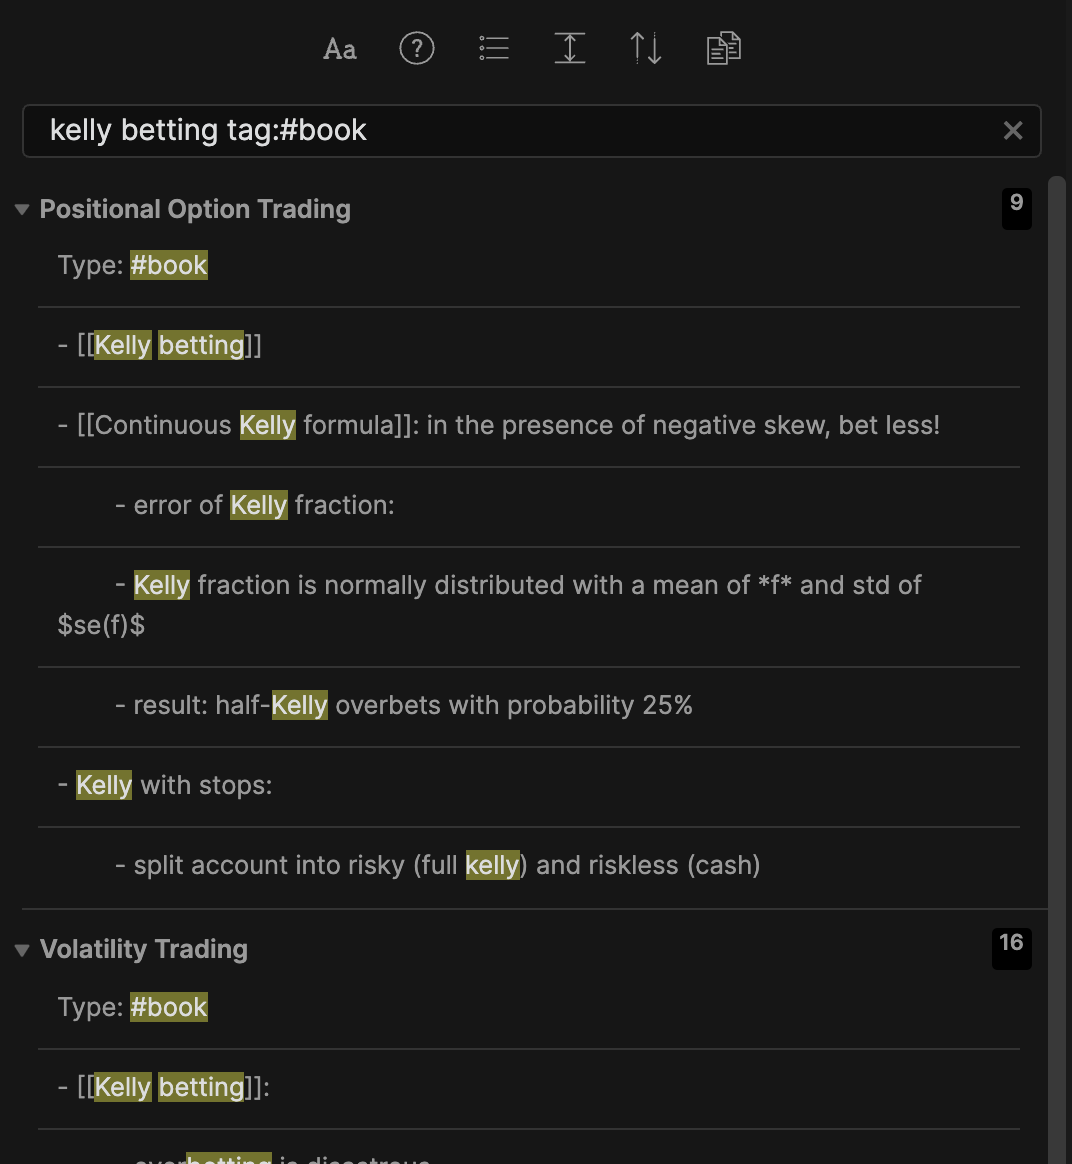 Aa
?
kelly betting tag:#book
Positional Option Trading
9
Type: #book
- [[Kelly betting]]
- [[Continuous Kelly formula]]: in the presence of negative skew, bet less!
- error of Kelly fraction:
- Kelly fraction is normally distributed with a mean of *f* and std of
$se(f)$
- result: half-Kelly overbets with probability 25%
- Kelly with stops:
- split account into risky (full kelly) and riskless (cash)
Volatility Trading
16
Type: #book
- [[Kelly betting]]:
overbetting is disastrous